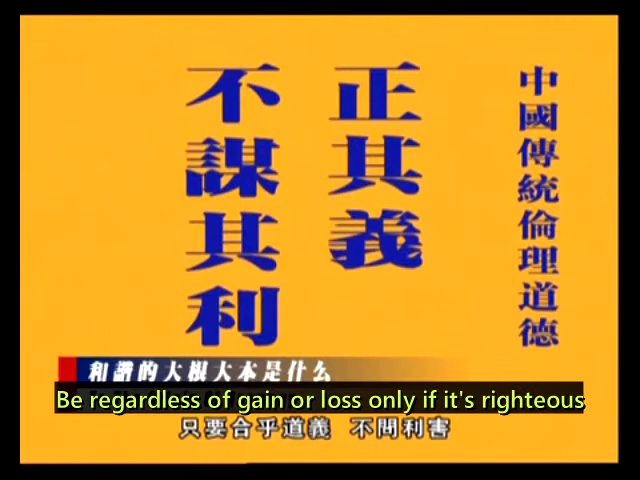 中國傳統倫理道德
正其義
不謀其利
和諧的大根大本是什么
Be regardless of gain or loss only if it's righteous
只要合乎道義 不問利害